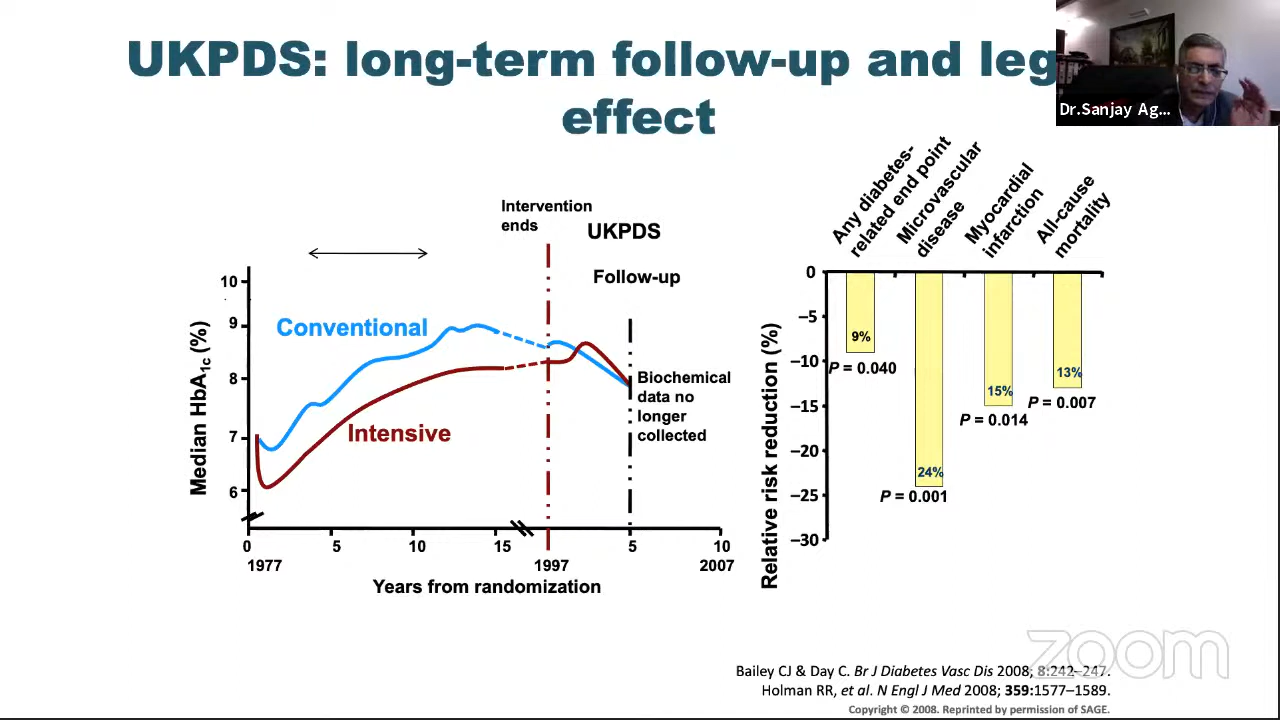 UKPDS: long-term follow-up and leg
effect
Dr.Sanjay Ag...
Intervention
ends
UKPDS
Follow-up
10
9
8
7
6
Median HbA1c (%)
Conventional
Intensive
Biochemical
data no
longer
collected
0
5
10
15
5
10
1977
1997
2007
Years from randomization
Any diabetes-
related end point
Microvascular
disease
Myocardial
infarction
All-cause
mortality
Relative risk reduction (%)
0
–5
–10
–15
–20
–25
–30
9%
P = 0.040
24%
P = 0.001
15%
P = 0.014
13%
P = 0.007
zoom
Bailey CJ & Day C. Br J Diabetes Vasc Dis 2008; 8:242–247.
Holman RR, et al. N Engl J Med 2008; 359:1577–1589.
Copyright © 2008. Reprinted by permission of SAGE.